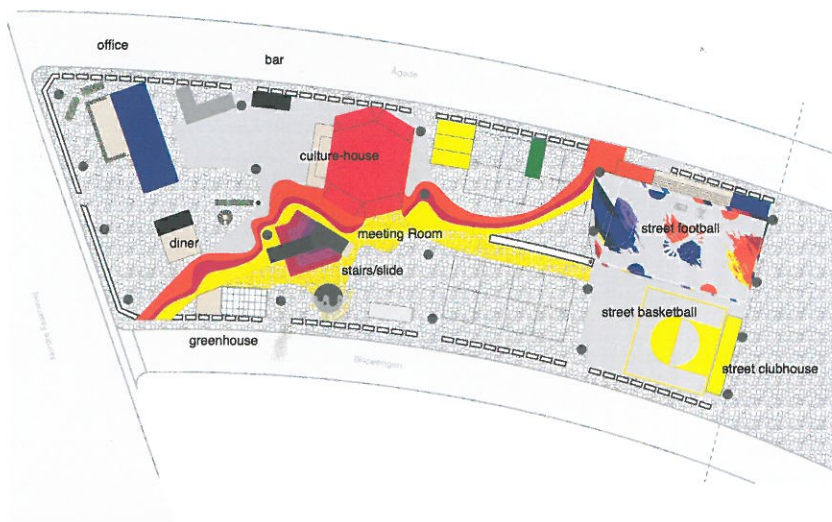 office
bar
Ågade
culture-house
street football
meeting Room
diner
stairs/slide
street basketball
greenhouse
street clubhouse